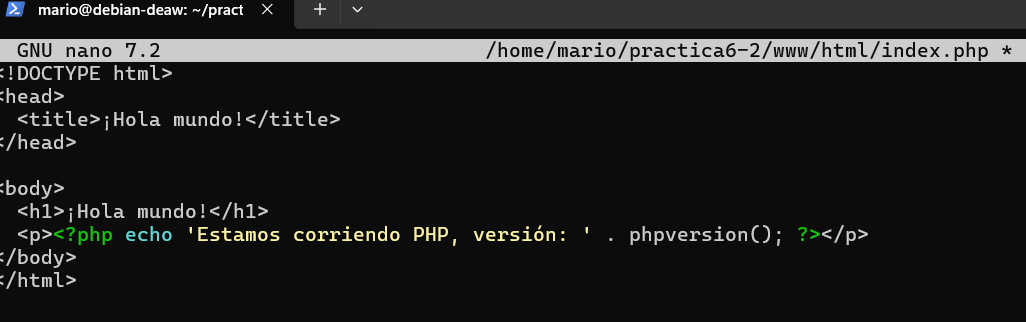 mario@debian-deaw: ~/pract
GNU nano 7.2 /home/mario/practica6-2/www/html/index.php *
<!DOCTYPE html>
<head>
  <title>¡Hola mundo!</title>
</head>

<body>
  <h1>¡Hola mundo!</h1>
  <p><?php echo 'Estamos corriendo PHP, versión: ' . phpversion(); ?></p>
</body>
</html>